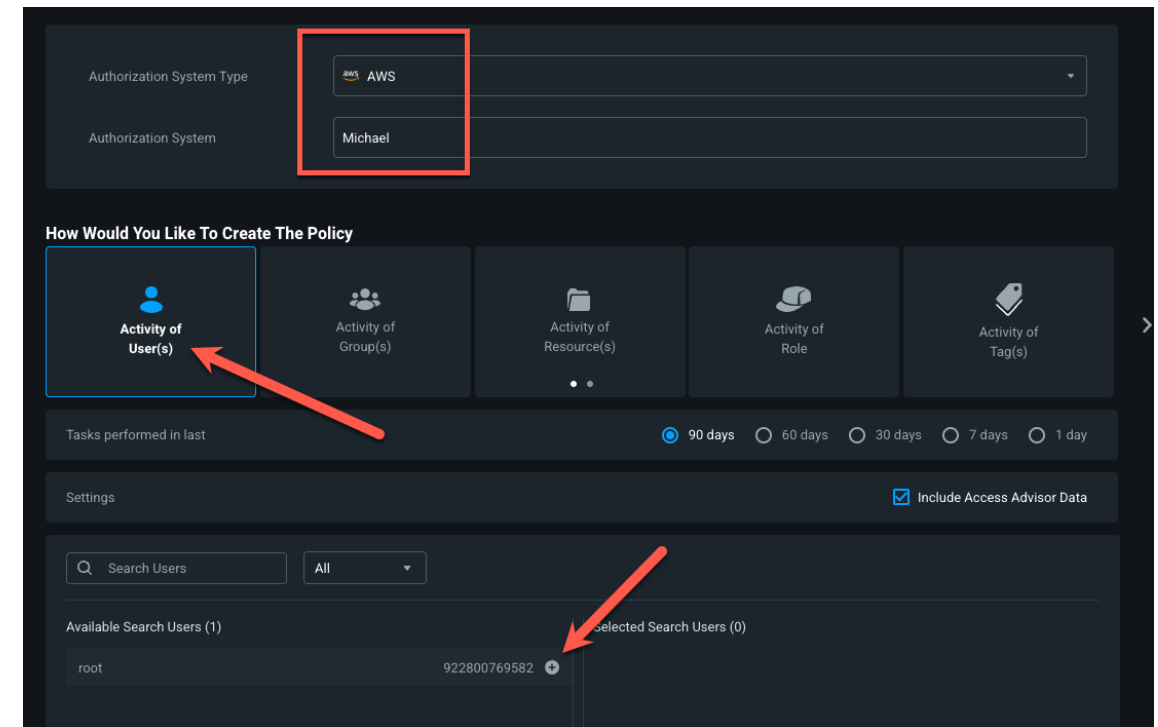 Authorization System Type
aws AWS
Authorization System
Michael
How Would You Like To Create The Policy
Activity of
User(s)
Activity of
Group(s)
Activity of
Resource(s)
Activity of
Role
Activity of
Tag(s)
Tasks performed in last
90 days 60 days 30 days 7 days 1 day
Settings
Include Access Advisor Data
Search Users
All
Available Search Users (1)
Selected Search Users (0)
root 922800769582